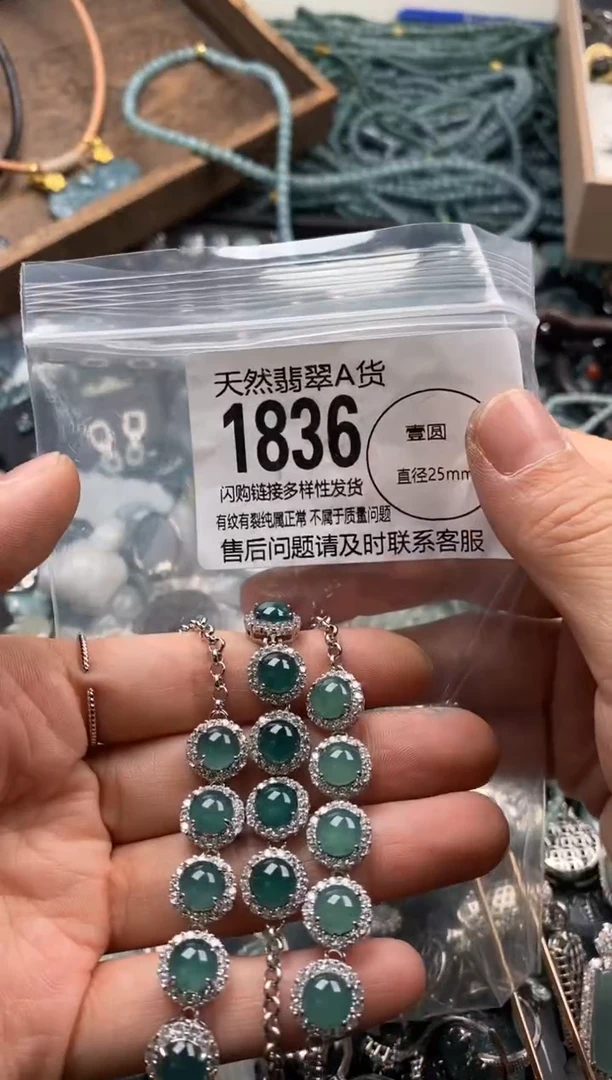 天然翡翠A货
1836
壹圆
直径25mm
闪购链接多样性发货
有纹有裂纯属正常 不属于质量问题
售后问题请及时联系客服